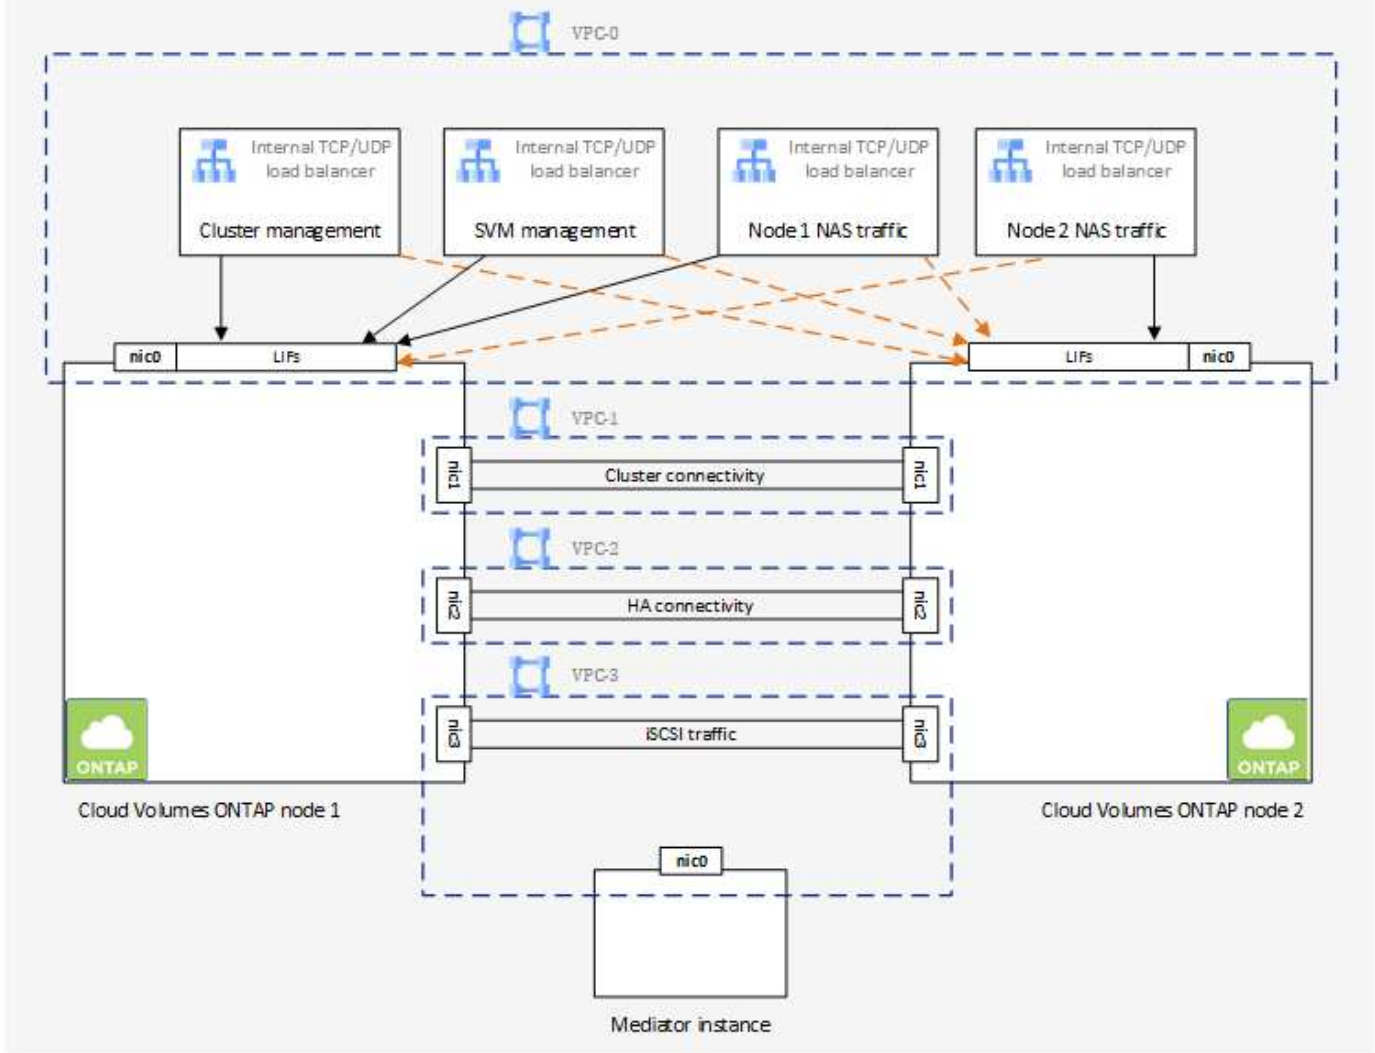 VPC-0
Internal TCP/UDP
load balancer
Cluster management
Internal TCP/UDP
load balancer
SVM management
Internal TCP/UDP
load balancer
Node 1 NAS traffic
Internal TCP/UDP
load balancer
Node 2 NAS traffic
nic0
LIFs
LIFs
nic0
VPC-1
nic1
Cluster connectivity
nic1
VPC-2
nic2
HA connectivity
nic2
VPC-3
nic3
iSCSI traffic
nic3
ONTAP
ONTAP
Cloud Volumes ONTAP node 1
Cloud Volumes ONTAP node 2
nic0
Mediator instance